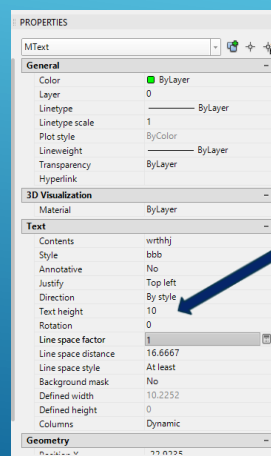 PROPERTIES
MText
General
Color ByLayer
Layer 0
Linetype ByLayer
Linetype scale 1
Plot style ByColor
Lineweight ByLayer
Transparency ByLayer
Hyperlink
3D Visualization
Material ByLayer
Text
Contents wrthhj
Style bbb
Annotative No
Justify Top left
Direction By style
Text height 10
Rotation 0
Line space factor 1
Line space distance 16.6667
Line space style At least
Background mask No
Defined width 10.2252
Defined height 0
Columns Dynamic
Geometry
Position X 22.9235